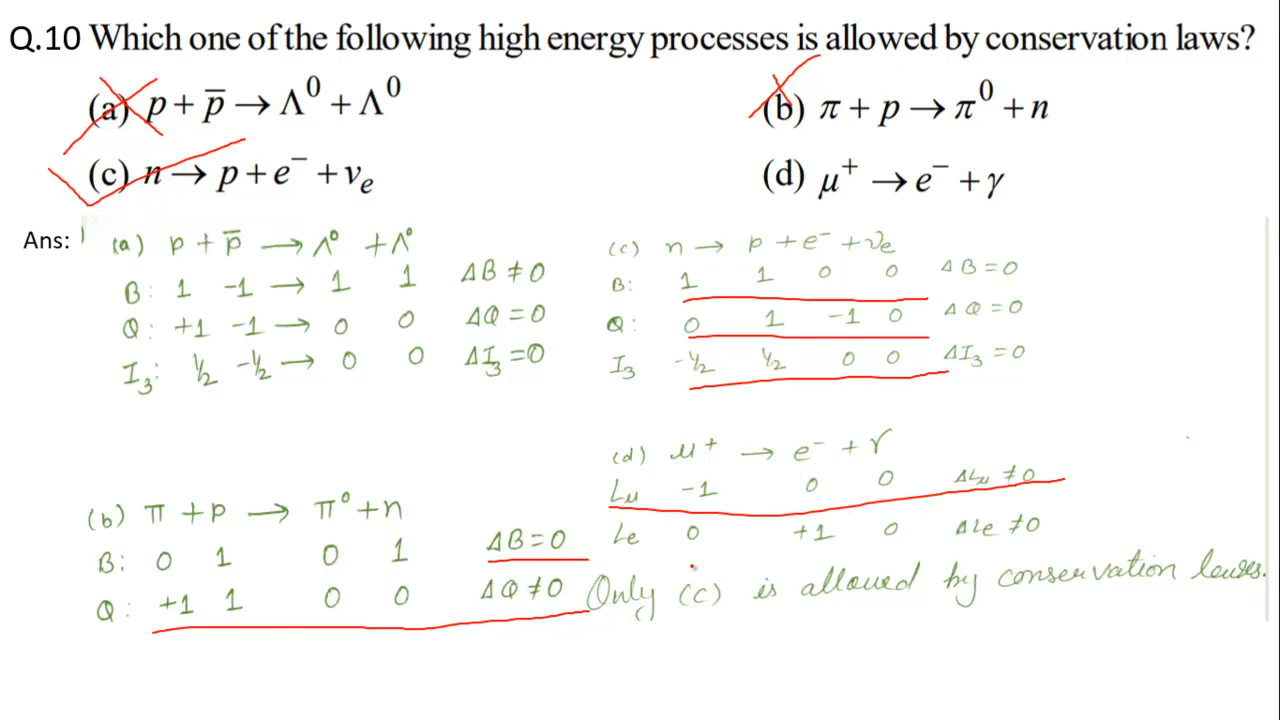 Q.10 Which one of the following high energy processes is allowed by conservation laws?
(a) p + p̄ → Λ⁰ + Λ⁰
(b) π + p → π⁰ + n
(c) n → p + e⁻ + νₑ
(d) μ⁺ → e⁻ + γ
Ans:
(a) p + p̄ → Λ⁰ + Λ⁰
B: 1 -1 → 1 1 ΔB ≠ 0
Q: +1 -1 → 0 0 ΔQ = 0
I₃: 1/2 -1/2 → 0 0 ΔI₃ = 0
(b) π + p → π⁰ + n
B: 0 1 0 1 ΔB = 0
Q: +1 1 0 0 ΔQ ≠ 0
(c) n → p + e⁻ + νe
B: 1 1 0 0 ΔB = 0
Q: 0 1 -1 0 ΔQ = 0
I₃ -1/2 1/2 0 0 ΔI₃ = 0
(d) μ⁺ → e⁻ + γ
Lμ -1 0 0 ΔLμ ≠ 0
Le 0 +1 0 ΔLe ≠ 0
Only (c) is allowed by conservation lawes.